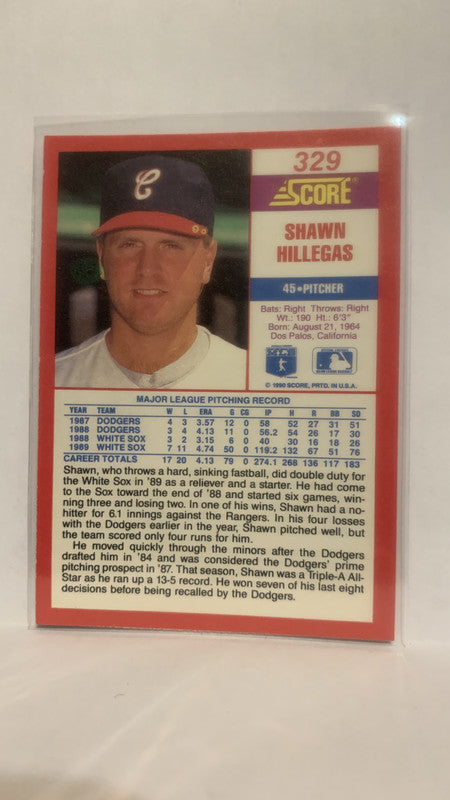 C
329
SCORE®
SHAWN
HILLEGAS
45•PITCHER
Bats: Right Throws: Right
Wt.: 190 Ht.: 6'3"
Born: August 21, 1964
Dos Palos, California
© 1990 SCORE, PRTD. IN U.S.A.
MAJOR LEAGUE PITCHING RECORD
YEAR TEAM W L ERA G CG IP H R BB SO
1987 DODGERS 4 3 3.57 12 0 58 52 27 31 51
1988 DODGERS 3 4 4.13 11 0 56.2 54 26 17 30
1988 WHITE SOX 3 2 3.15 6 0 40 30 16 18 26
1989 WHITE SOX 7 11 4.74 50 0 119.2 132 67 51 76
CAREER TOTALS 17 20 4.13 79 0 274.1 268 136 117 183
Shawn, who throws a hard, sinking fastball, did double duty for
the White Sox in '89 as a reliever and a starter. He had come
to the Sox toward the end of '88 and started six games, win-
ning three and losing two. In one of his wins, Shawn had a no-
hitter for 6.1 innings against the Rangers. In his four losses
with the Dodgers earlier in the year, Shawn pitched well, but
the team scored only four runs for him.
He moved quickly through the minors after the Dodgers
drafted him in '84 and was considered the Dodgers' prime
pitching prospect in '87. That season, Shawn was a Triple-A All-
Star as he ran up a 13-5 record. He won seven of his last eight
decisions before being recalled by the Dodgers.